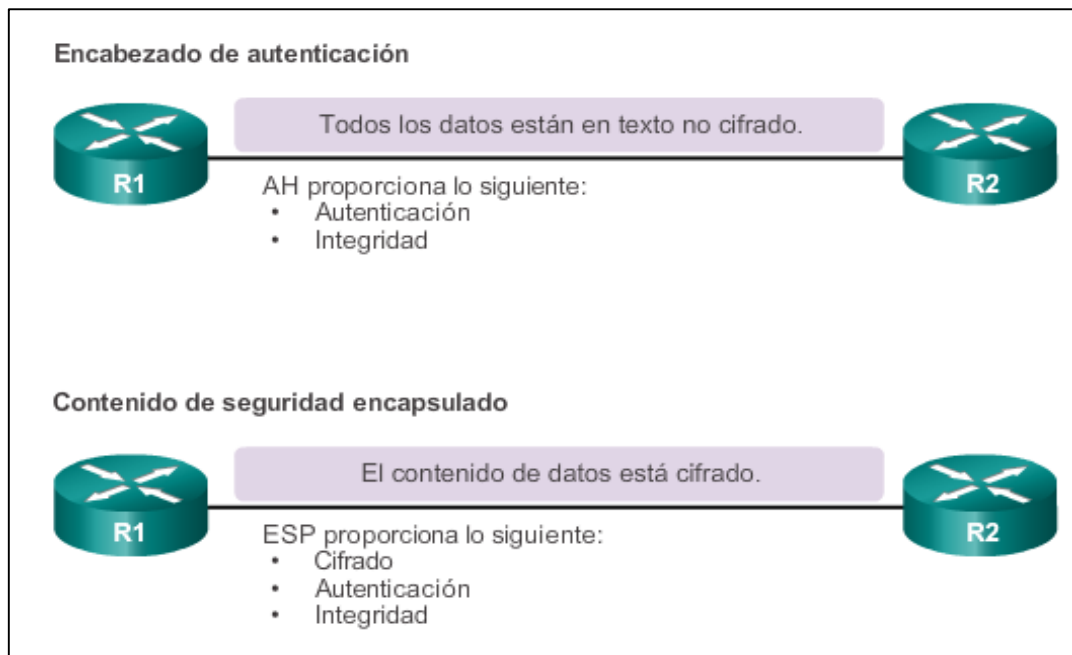 Encabezado de autenticación
Todos los datos están en texto no cifrado.
R1
R2
AH proporciona lo siguiente:
• Autenticación
• Integridad
Contenido de seguridad encapsulado
El contenido de datos está cifrado.
R1
R2
ESP proporciona lo siguiente:
• Cifrado
• Autenticación
• Integridad